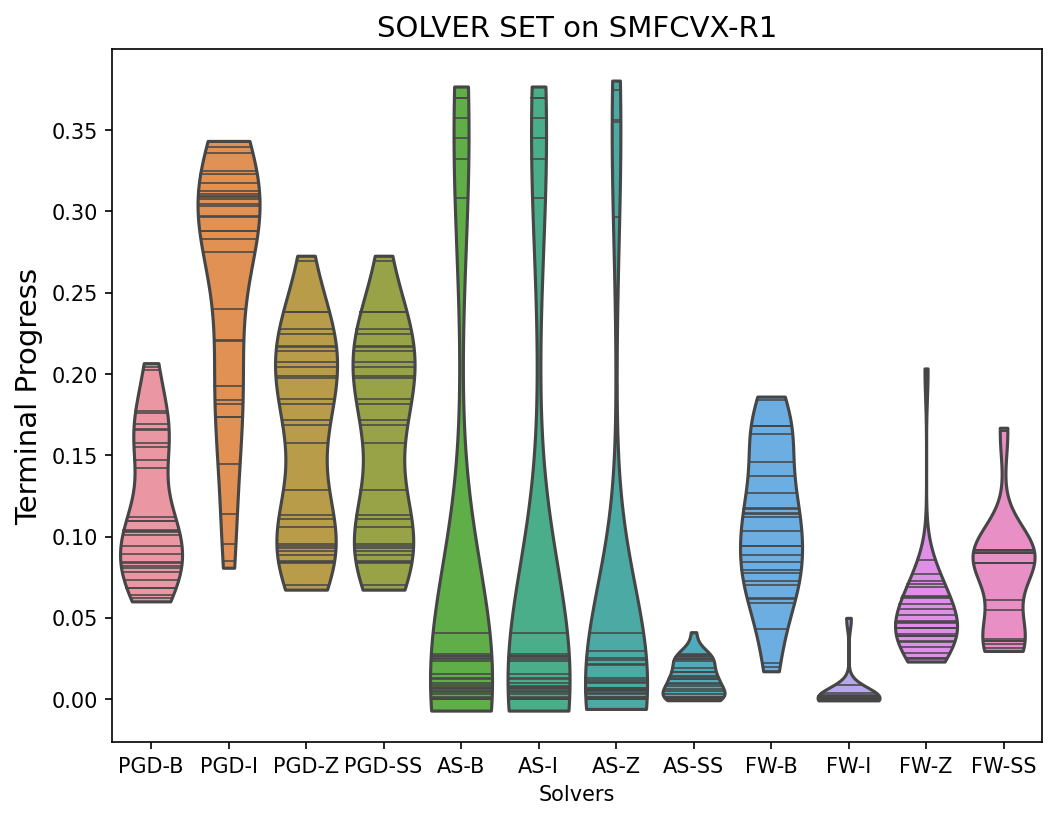 SOLVER SET on SMFCVX-R1
Terminal Progress
0.35
0.30
0.25
0.20
0.15
0.10
0.05
0.00
PGD-B PGD-I PGD-Z PGD-SS AS-B AS-I AS-Z AS-SS FW-B FW-I FW-Z FW-SS
Solvers